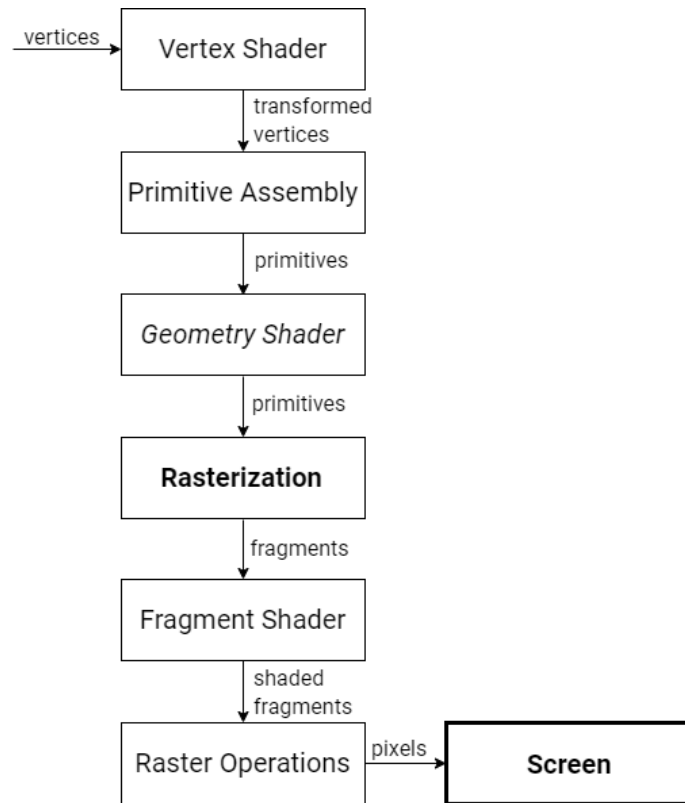 vertices
Vertex Shader
transformed
vertices
Primitive Assembly
primitives
Geometry Shader
primitives
Rasterization
fragments
Fragment Shader
shaded
fragments
Raster Operations
pixels
Screen